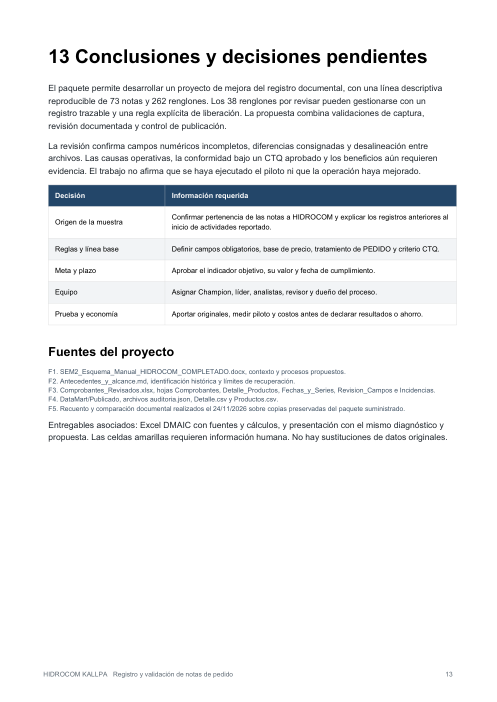 13 Conclusiones y decisiones pendientes
El paquete permite desarrollar un proyecto de mejora del registro documental, con una línea descriptiva
reproducible de 73 notas y 262 renglones. Los 38 renglones por revisar pueden gestionarse con un
registro trazable y una regla explícita de liberación. La propuesta combina validaciones de captura,
revisión documentada y control de publicación.
La revisión confirma campos numéricos incompletos, diferencias consignadas y desalineación entre
archivos. Las causas operativas, la conformidad bajo un CTQ aprobado y los beneficios aún requieren
evidencia. El trabajo no afirma que se haya ejecutado el piloto ni que la operación haya mejorado.
Decisión Información requerida
Origen de la muestra Confirmar pertenencia de las notas a HIDROCOM y explicar los registros anteriores al
inicio de actividades reportado.
Reglas y línea base Definir campos obligatorios, base de precio, tratamiento de PEDIDO y criterio CTQ.
Meta y plazo Aprobar el indicador objetivo, su valor y fecha de cumplimiento.
Equipo Asignar Champion, líder, analistas, revisor y dueño del proceso.
Prueba y economía Aportar originales, medir piloto y costos antes de declarar resultados o ahorro.
Fuentes del proyecto
F1. SEM2_Esquema_Manual_HIDROCOM_COMPLETADO.docx, contexto y procesos propuestos.
F2. Antecedentes_y_alcance.md, identificación histórica y límites de recuperación.
F3. Comprobantes_Revisados.xlsx, hojas Comprobantes, Detalle_Productos, Fechas_y_Series, Revision_Campos e Incidencias.
F4. DataMart/Publicado, archivos auditoria.json, Detalle.csv y Productos.csv.
F5. Recuento y comparación documental realizados el 24/11/2026 sobre copias preservadas del paquete suministrado.
Entregables asociados: Excel DMAIC con fuentes y cálculos, y presentación con el mismo diagnóstico y
propuesta. Las celdas amarillas requieren información humana. No hay sustituciones de datos originales.
HIDROCOM KALLPA Registro y validación de notas de pedido 13